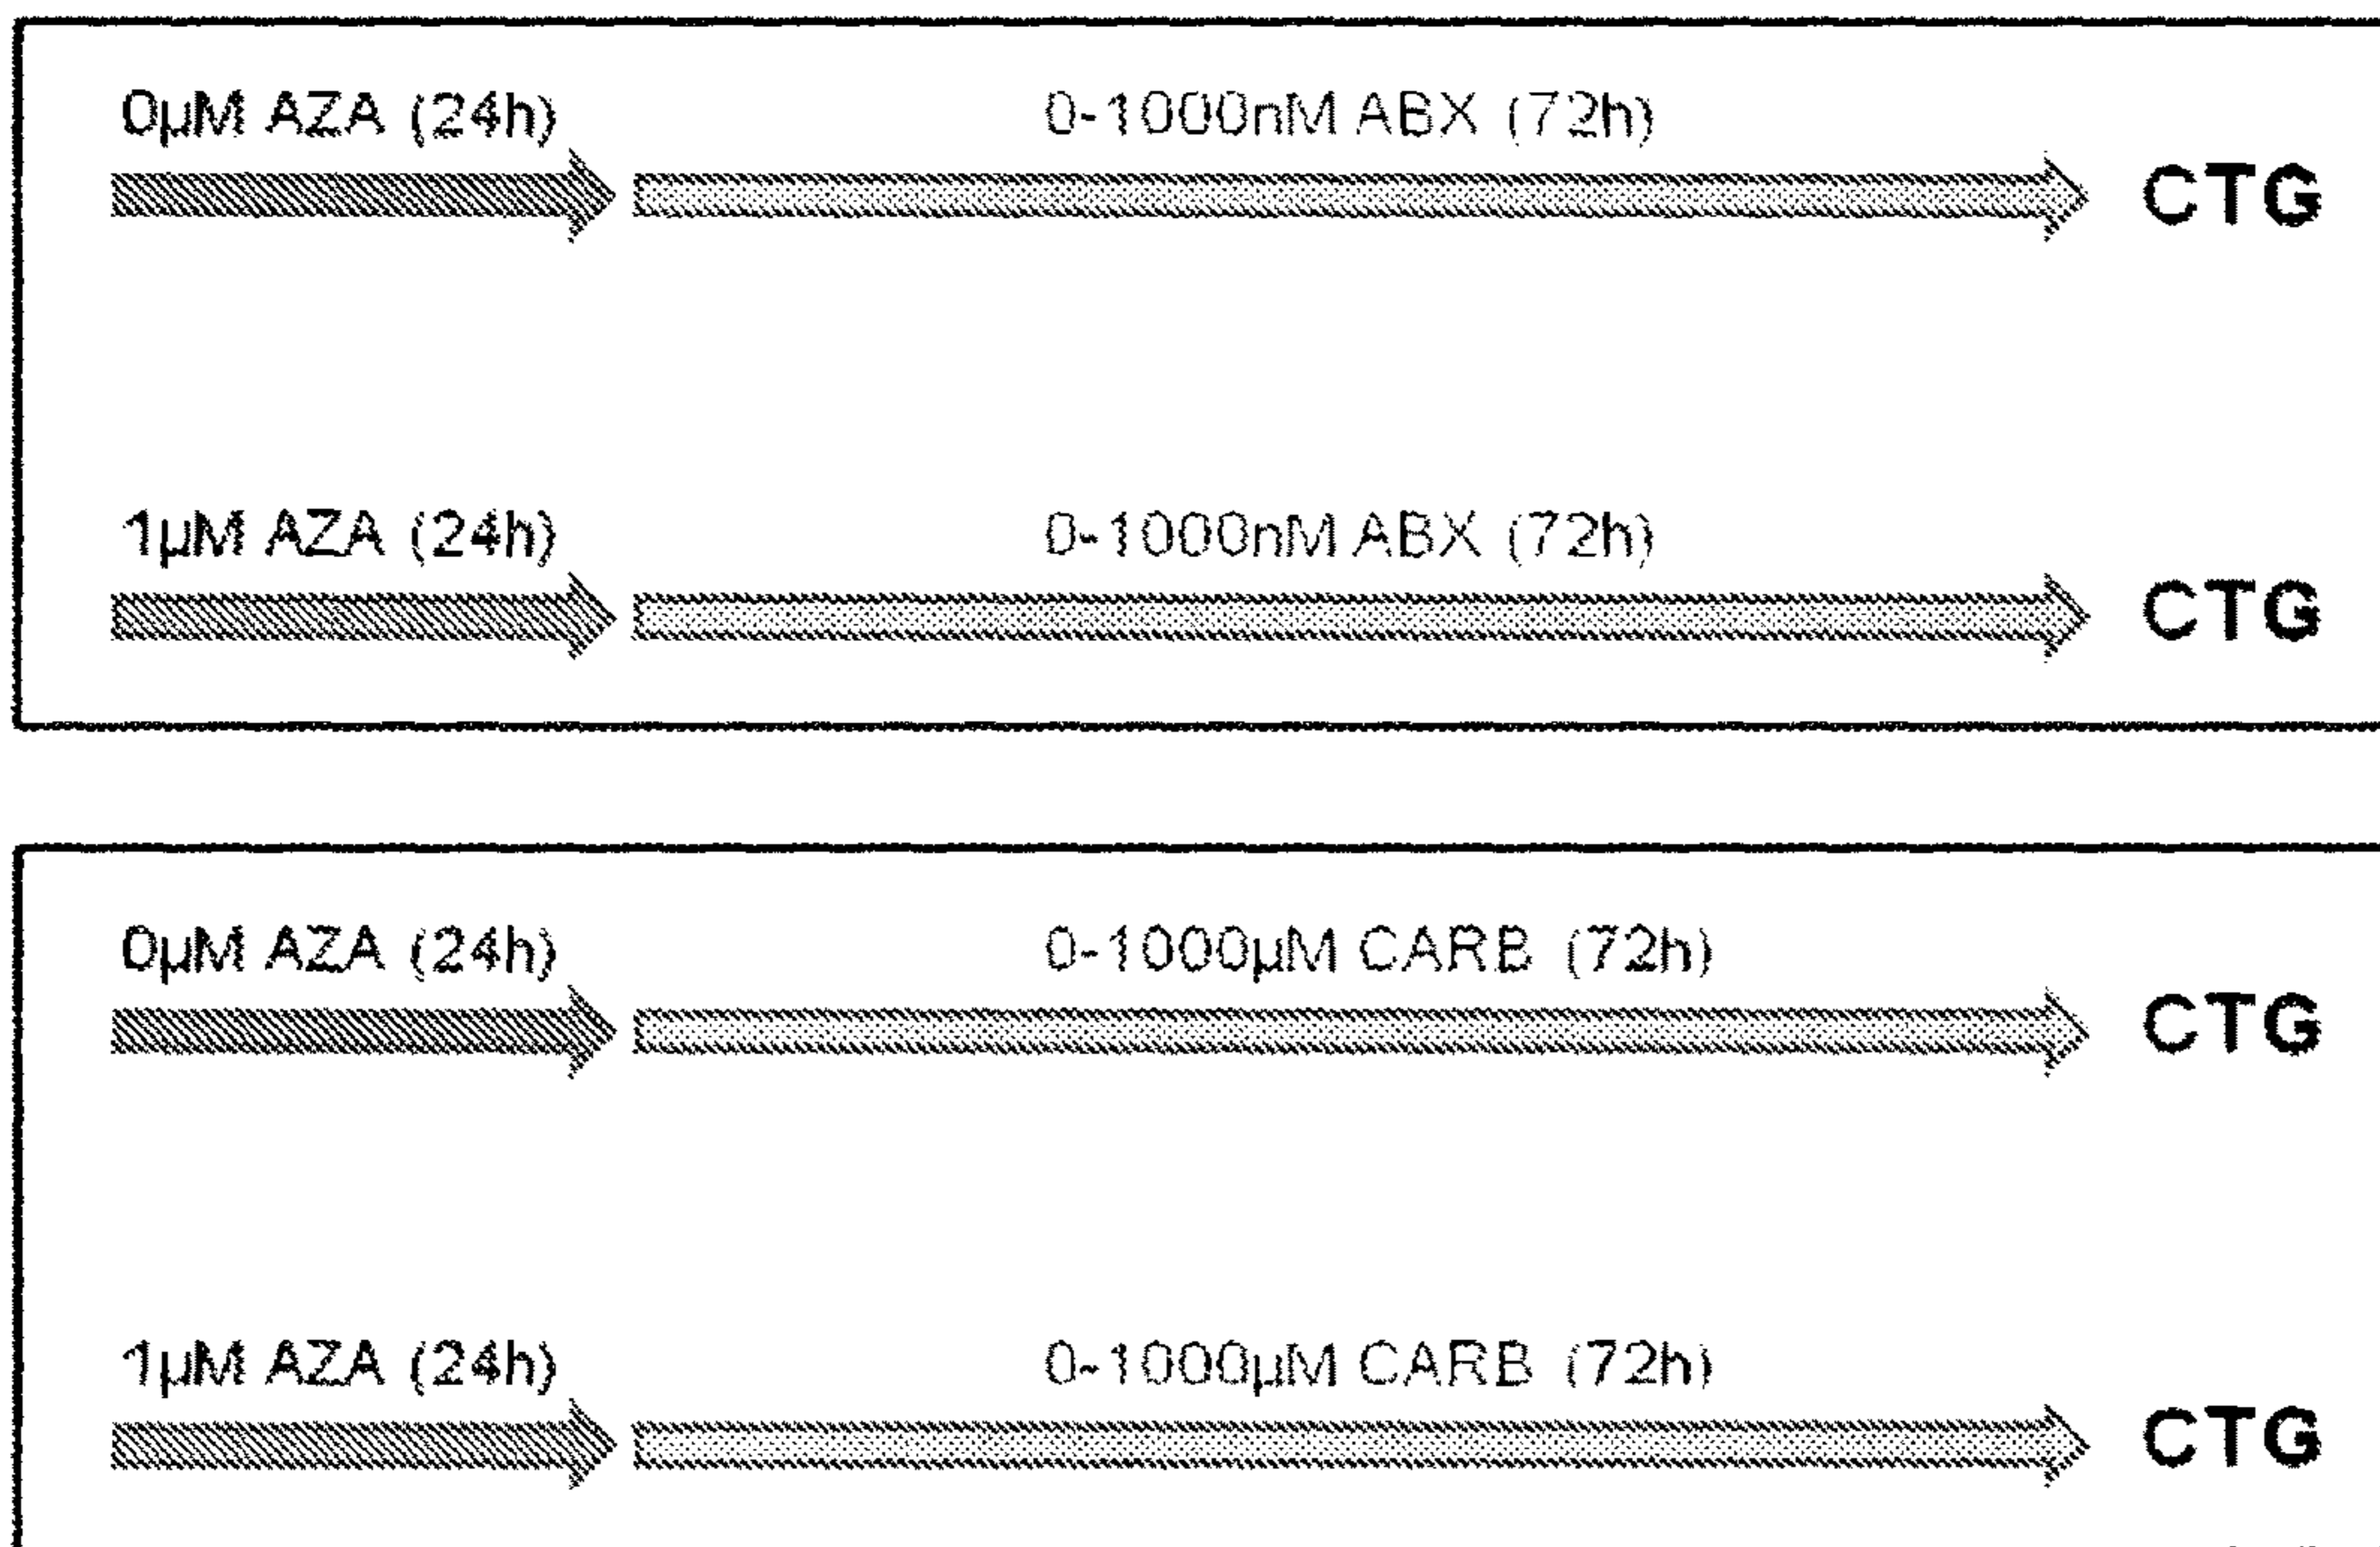 0µM AZA (24h) 0-1000nM ABX (72h)
CTG
1µM AZA (24h) 0-1000nM ABX (72h)
CTG
0µM AZA (24h) 0-1000µM CARB (72h)
CTG
1µM AZA (24h) 0-1000µM CARB (72h)
CTG